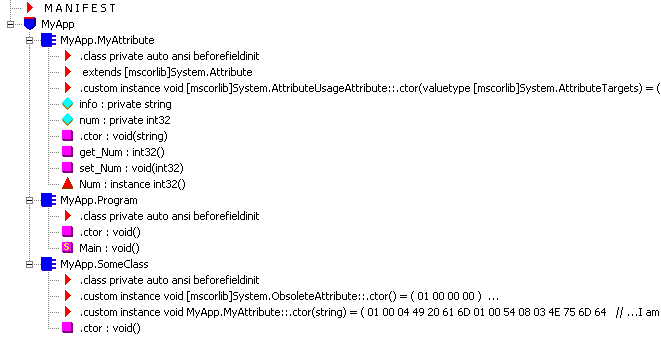 M A N I F E S T
MyApp
MyApp.MyAttribute
.class private auto ansi beforefieldinit
extends [mscorlib]System.Attribute
.custom instance void [mscorlib]System.AttributeUsageAttribute::.ctor(valuetype [mscorlib]System.AttributeTargets) = (
info : private string
num : private int32
.ctor : void(string)
get_Num : int32()
set_Num : void(int32)
Num : instance int32()
MyApp.Program
.class private auto ansi beforefieldinit
.ctor : void()
S Main : void()
MyApp.SomeClass
.class private auto ansi beforefieldinit
.custom instance void [mscorlib]System.ObsoleteAttribute::.ctor() = ( 01 00 00 00 ) ...
.custom instance void MyApp.MyAttribute::.ctor(string) = ( 01 00 04 49 20 61 6D 01 00 54 08 03 4E 75 6D 64 // ...I am
.ctor : void()